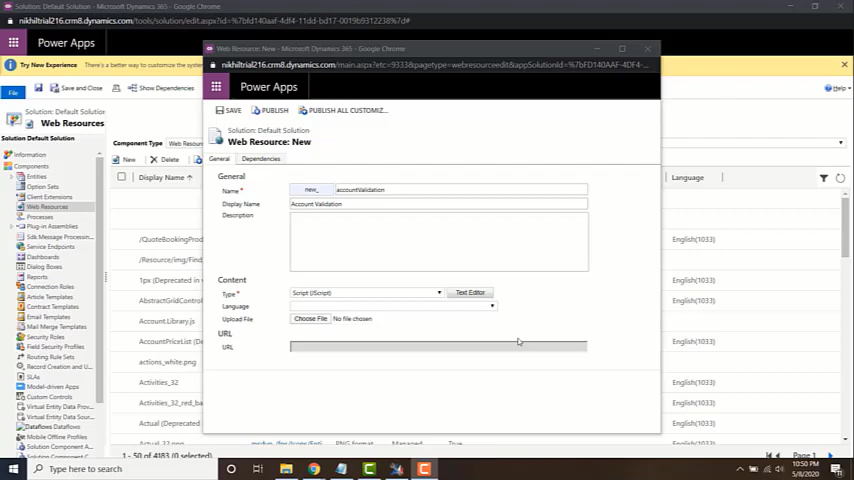 Solution: Default Solution - Microsoft Dynamics 365 - Google Chrome
nikhiltrial216.crm8.dynamics.com/tools/solution/edit.aspx?id=%7bfd140aaf-4df4-11dd-bd17-0019b9312238%7d#
Power Apps
Try New Experience There's a better way to customize the system
File
Save and Close
Show Dependencies
Help
Solution: Default Solution
Web Resources
Solution Default Solution
Information
Components
Entities
Option Sets
Client Extensions
Web Resources
Processes
Plug-in Assemblies
Sdk Message Processin...
Service Endpoints
Dashboards
Dialog Boxes
Reports
Connection Roles
Article Templates
Contract Templates
Email Templates
Mail Merge Templates
Security Roles
Field Security Profiles
Routing Rule Sets
Record Creation and U...
SLAs
Model-driven Apps
Custom Controls
Virtual Entity Data Prov...
Virtual Entity Data Sour...
Dataflows Dataflows
Mobile Offline Profiles
Solution Component A...
Component Type
Web Resour
New
Delete
Display Name
Language
/QuoteBookingProd
English(1033)
/Resource/img/Find
1px (Deprecated in v
English(1033)
AbstractGridControl
English(1033)
Account.Library.js
AccountPriceList (De
English(1033)
actions_white.png
Activities_32
English(1033)
Activities_32_red_ba
English(1033)
Actual (Deprecated
English(1033)
Actual_32.png
PNG format
Managed
True
1 - 50 of 4183 (0 selected)
Page 1
Web Resource: New - Microsoft Dynamics 365 - Google Chrome
nikhiltrial216.crm8.dynamics.com/main.aspx?etc=9333&pagetype=webresourceedit&appSolutionId=%7bFD140AAF-4DF4-...
Power Apps
SAVE
PUBLISH
PUBLISH ALL CUSTOMIZ...
Solution: Default Solution
Web Resource: New
General
Dependencies
General
Name *
new_
accountValidation
Display Name
Account Validation
Description
Content
Type *
Script (JScript)
Text Editor
Language
Upload File
Choose File
No file chosen
URL
URL
Type here to search
10:50 PM
5/8/2020